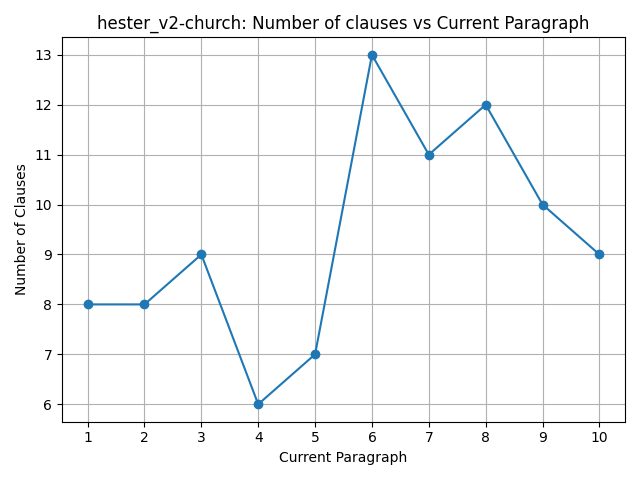 hester_v2-church: Number of clauses vs Current Paragraph
13
12
11
10
9
8
7
6
Number of Clauses
1 2 3 4 5 6 7 8 9 10
Current Paragraph